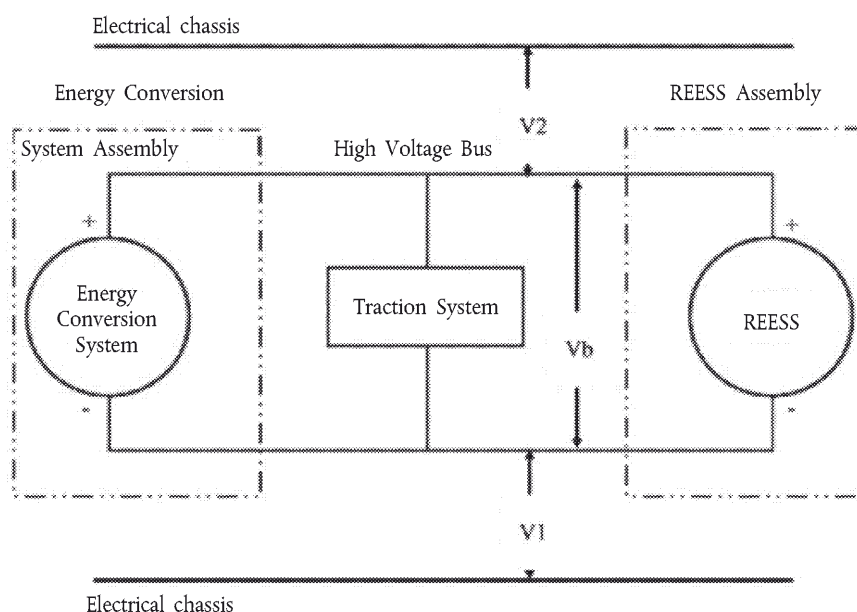 Electrical chassis
Energy Conversion
REESS Assembly
V2
System Assembly
High Voltage Bus
+
+
Energy
Conversion
System
Traction System
REESS
Vb
-
-
V1
Electrical chassis